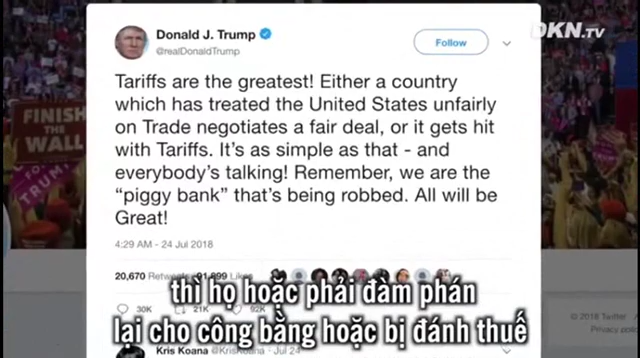 Donald J. Trump
@realDonaldTrump
Follow
DKN.TV
FINISH
THE
WALL
TRUMP
Tariffs are the greatest! Either a country
which has treated the United States unfairly
on Trade negotiates a fair deal, or it gets hit
with Tariffs. It's as simple as that - and
everybody's talking! Remember, we are the
“piggy bank” that's being robbed. All will be
Great!
4:29 AM - 24 Jul 2018
20,670 Retweets 91,899 Likes
thì họ hoặc phải đàm phán
30K 21K 92K
lại cho công bằng hoặc bị đánh thuế
© 2018 Twitter
Privacy
Kris Koana
Jul 24